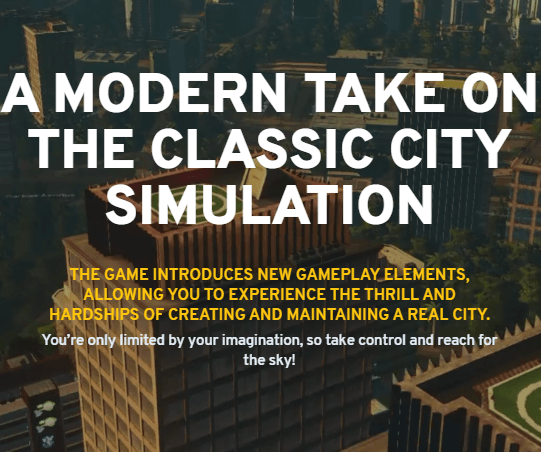 A MODERN TAKE ON
THE CLASSIC CITY
SIMULATION
THE GAME INTRODUCES NEW GAMEPLAY ELEMENTS,
ALLOWING YOU TO EXPERIENCE THE THRILL AND
HARDSHIPS OF CREATING AND MAINTAINING A REAL CITY.
You’re only limited by your imagination, so take control and reach for
the sky!